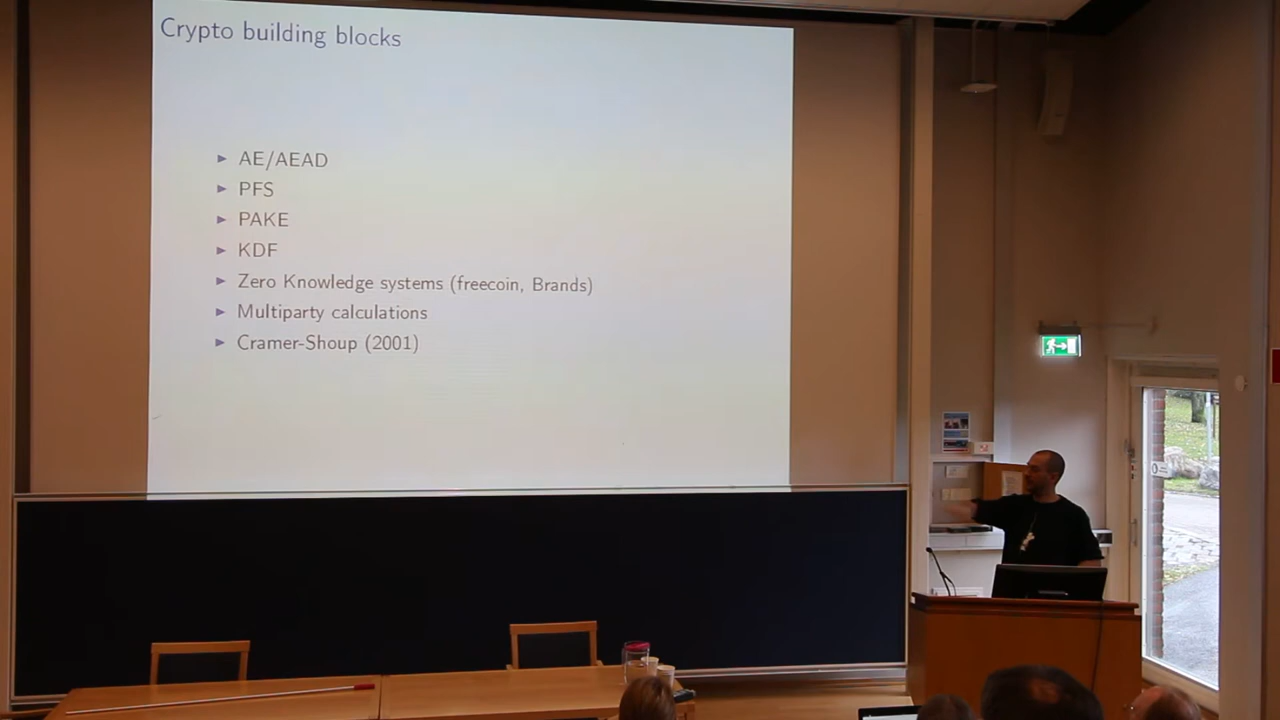 Crypto building blocks
AE/AEAD
PFS
PAKE
KDF
Zero Knowledge systems (freecoin, Brands)
Multiparty calculations
Cramer-Shoup (2001)